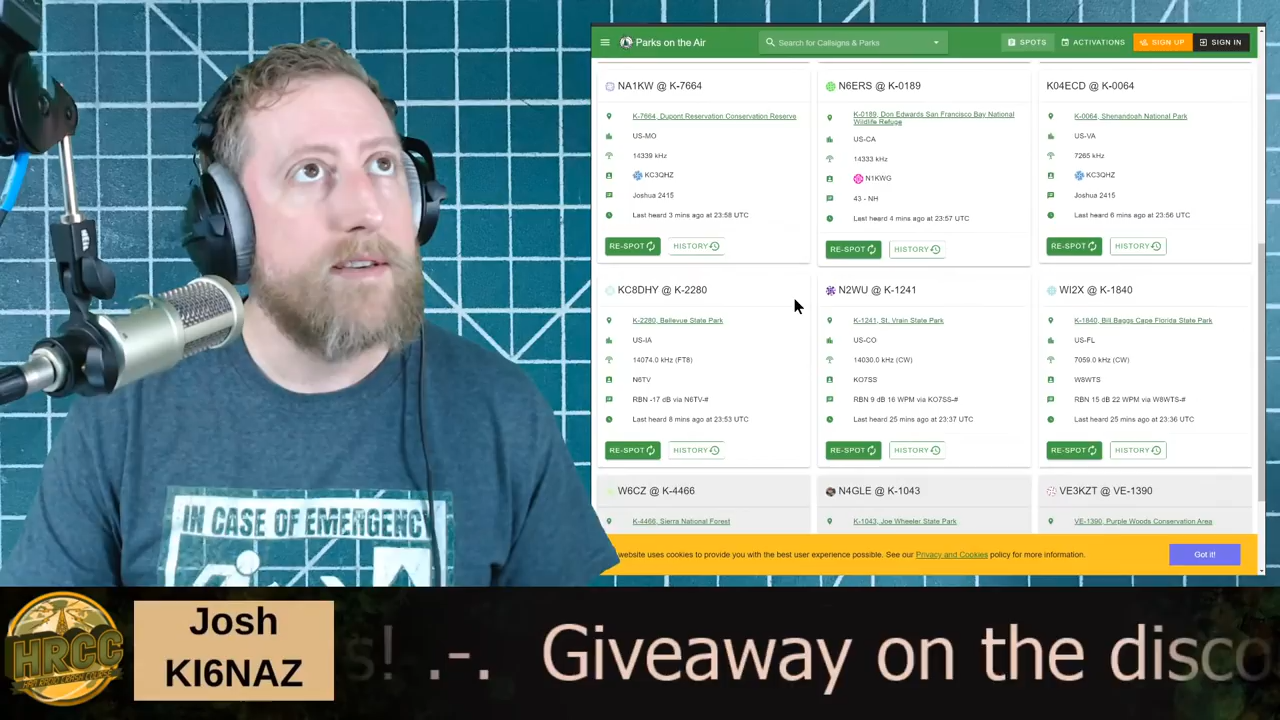 Parks on the Air
Search for Callsigns & Parks
SPOTS
ACTIVATIONS
SIGN UP
SIGN IN
NA1KW @ K-7664
K-7664, Dupont Reservation Conservation Reserve
US-MO
14339 kHz
KC3QHZ
Joshua 2415
Last heard 3 mins ago at 23:58 UTC
RE-SPOT
HISTORY
N6ERS @ K-0189
K-0189, Don Edwards San Francisco Bay National
Wildlife Refuge
US-CA
14333 kHz
N1KWG
43 - NH
Last heard 4 mins ago at 23:57 UTC
RE-SPOT
HISTORY
K04ECD @ K-0064
K-0064, Shenandoah National Park
US-VA
7265 kHz
KC3QHZ
Joshua 2415
Last heard 6 mins ago at 23:56 UTC
RE-SPOT
HISTORY
KC8DHY @ K-2280
K-2280, Bellevue State Park
US-IA
14074.0 kHz (FT8)
N6TV
RBN -17 dB via N6TV-#
Last heard 8 mins ago at 23:53 UTC
RE-SPOT
HISTORY
N2WU @ K-1241
K-1241, St. Vrain State Park
US-CO
14030.0 kHz (CW)
KO7SS
RBN 9 dB 16 WPM via KO7SS-#
Last heard 25 mins ago at 23:37 UTC
RE-SPOT
HISTORY
WI2X @ K-1840
K-1840, Bill Baggs Cape Florida State Park
US-FL
7059.0 kHz (CW)
W8WTS
RBN 15 dB 22 WPM via W8WTS-#
Last heard 25 mins ago at 23:36 UTC
RE-SPOT
HISTORY
W6CZ @ K-4466
K-4466, Sierra National Forest
N4GLE @ K-1043
K-1043, Joe Wheeler State Park
VE3KZT @ VE-1390
VE-1390, Purple Woods Conservation Area
website uses cookies to provide you with the best user experience possible. See our Privacy and Cookies policy for more information.
Got it!
IN CASE OF EMERGENCY
HRCC
Josh
KI6NAZ
s! .-. Giveaway on the disco